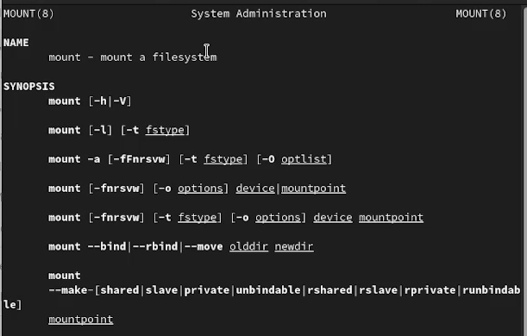 MOUNT(8) System Administration MOUNT(8)
NAME
mount - mount a filesystem
SYNOPSIS
mount [-h|-V]
mount [-l] [-t fstype]
mount -a [-fFnrsvw] [-t fstype] [-O optlist]
mount [-fnrsvw] [-o options] device|mountpoint
mount [-fnrsvw] [-t fstype] [-o options] device mountpoint
mount --bind|--rbind|--move olddir newdir
mount
--make-[shared|slave|private|unbindable|rshared|rslave|rprivate|runbindab
le]
mountpoint